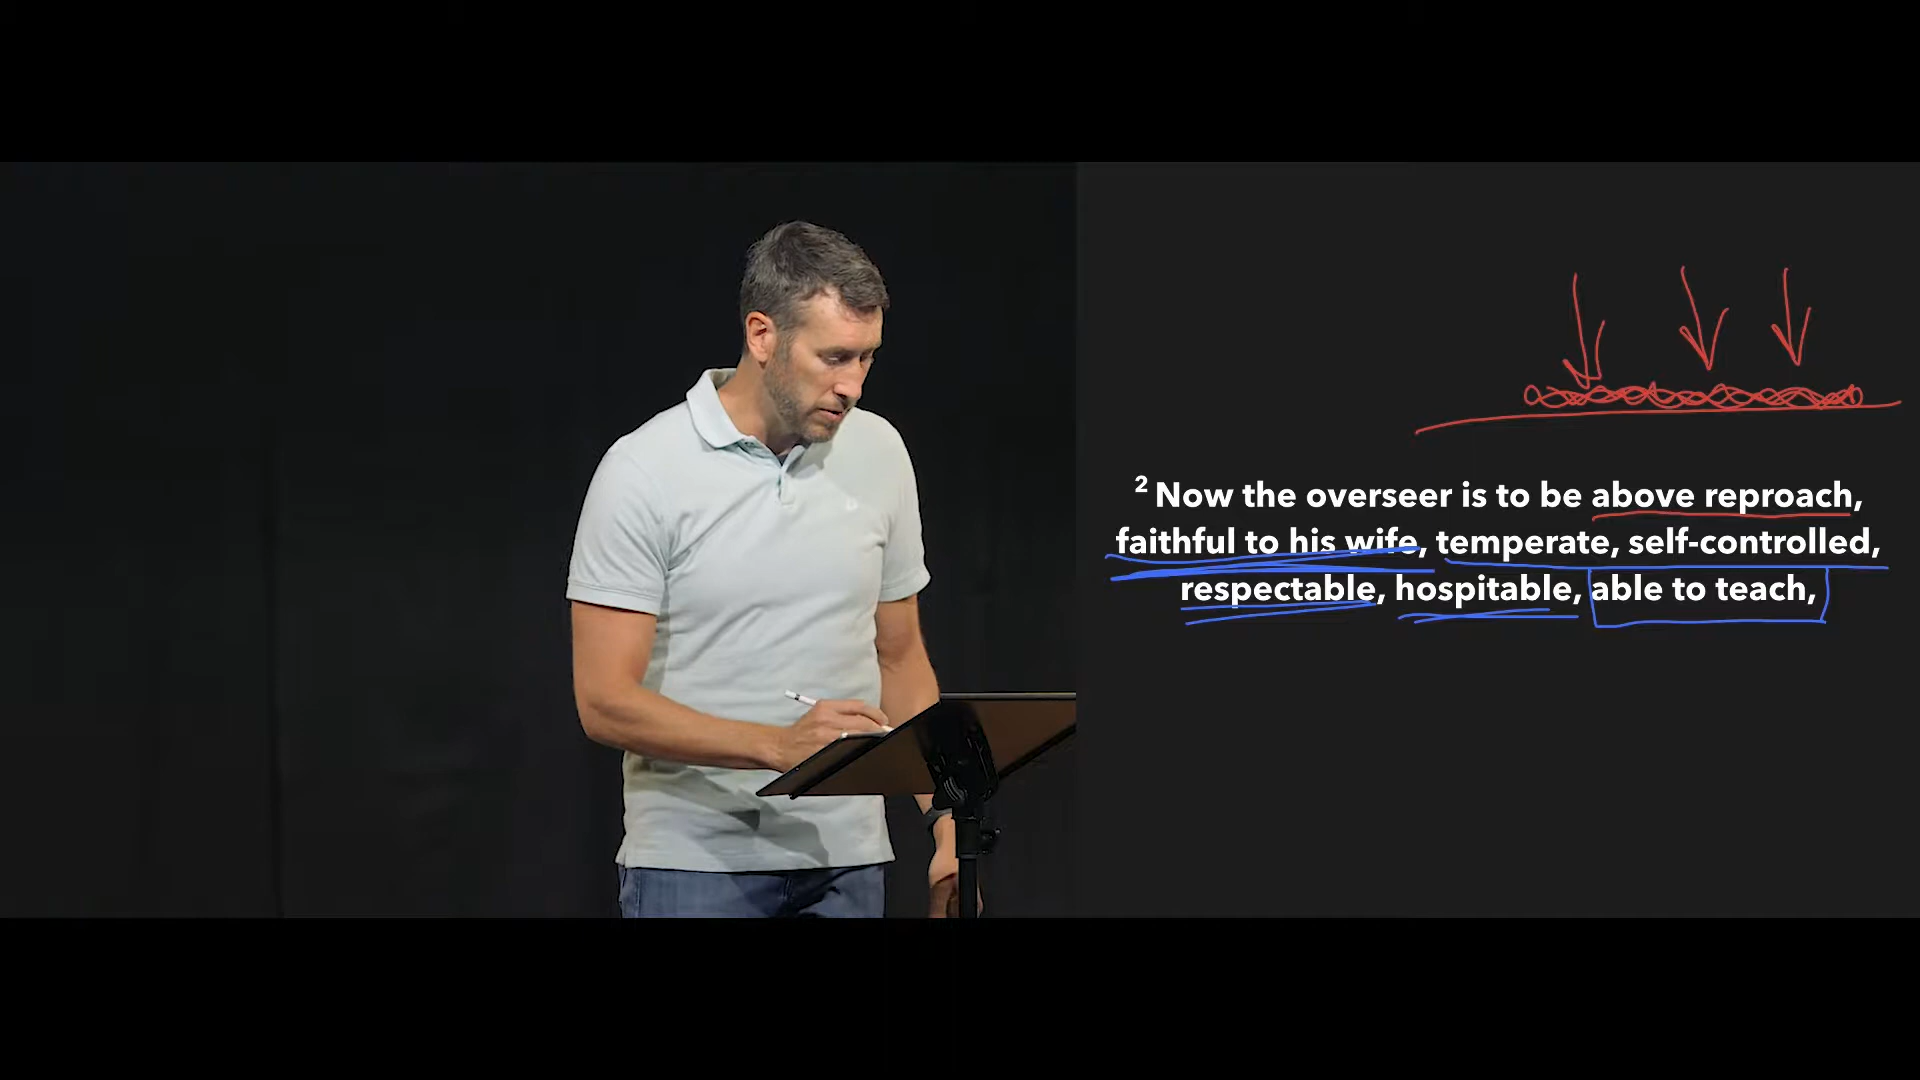 2 Now the overseer is to be above reproach,
faithful to his wife, temperate, self-controlled,
respectable, hospitable, able to teach,